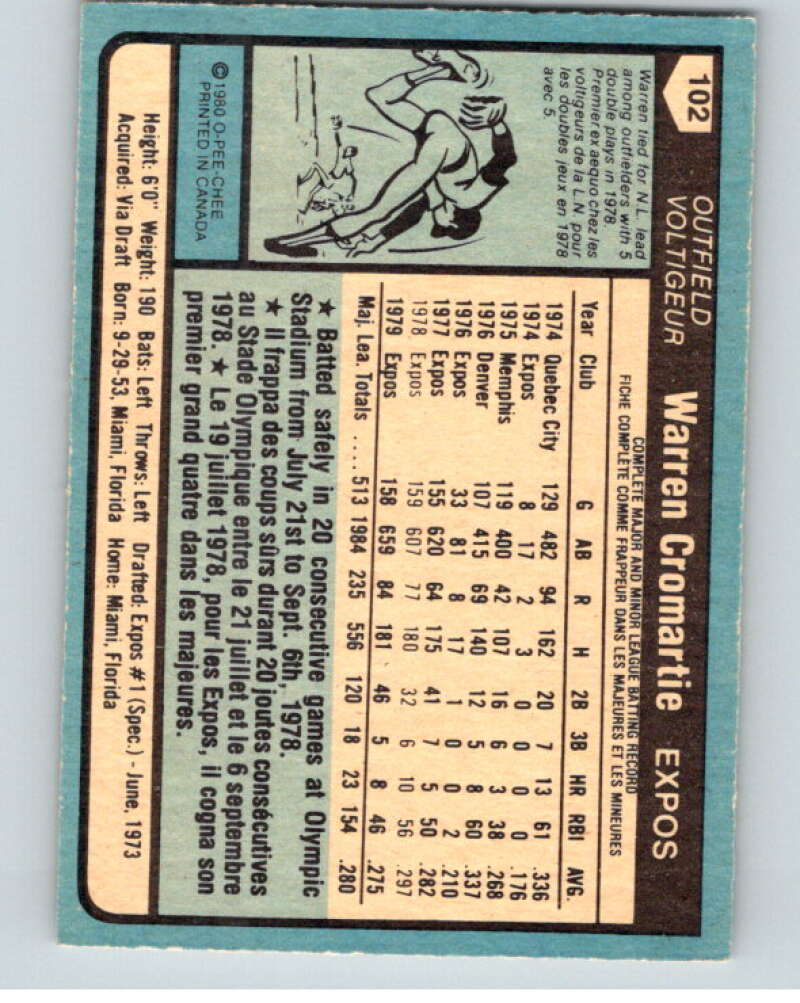 102
OUTFIELD
VOLTIGEUR
Warren Cromartie EXPOS
Warren tied for N.L. lead
among outfielders with 5
double plays in 1978.
Premier ex aequo chez les
voltigeurs de la L.N. pour
les doubles jeux en 1978
avec 5.
© 1980 O-PEE-CHEE
PRINTED IN CANADA
COMPLETE MAJOR AND MINOR LEAGUE BATTING RECORD
FICHE COMPLÈTE COMME FRAPPEUR DANS LES MAJEURES ET LES MINEURES
Year Club G AB R H 2B 3B HR RBI AVG.
1974 Quebec City 129 482 94 162 20 7 13 61 .336
1974 Expos 8 17 2 3 0 0 0 0 .176
1975 Memphis 119 400 42 107 16 6 3 38 .268
1976 Denver 107 415 69 140 12 5 8 60 .337
1976 Expos 33 81 8 17 1 0 0 2 .210
1977 Expos 155 620 64 175 41 7 5 50 .282
1978 Expos 159 607 77 180 32 6 10 56 .297
1979 Expos 158 659 84 181 46 5 8 46 .275
Maj. Lea. Totals .... 513 1984 235 556 120 18 23 154 .280
★ Batted safely in 20 consecutive games at Olympic
Stadium from July 21st to Sept. 6th, 1978.
★ Il frappa des coups sûrs durant 20 joutes consécutives
au Stade Olympique entre le 21 juillet et le 6 septembre
1978. ★ Le 19 juillet 1978, pour les Expos, il cogna son
premier grand quatre dans les majeures.
Height: 6'0" Weight: 190 Bats: Left Throws: Left Drafted: Expos #1 (Spec.) - June, 1973
Acquired: Via Draft Born: 9-29-53, Miami, Florida Home: Miami, Florida